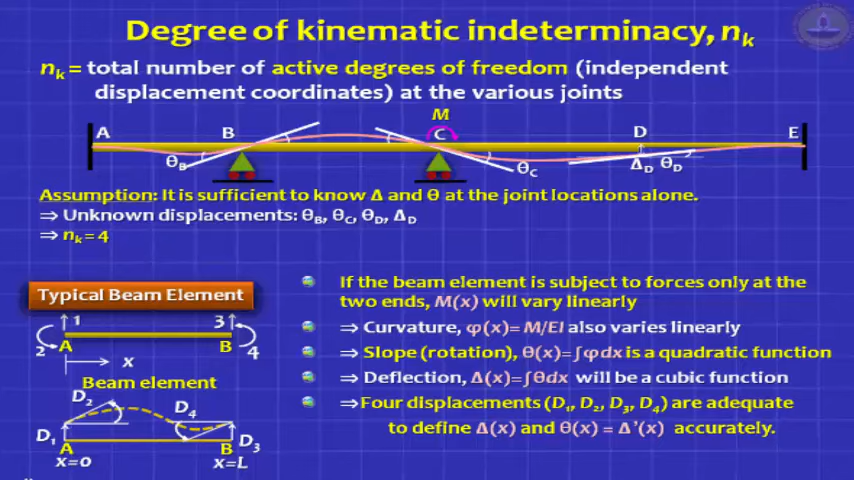 Degree of kinematic indeterminacy, nₖ
nₖ = total number of active degrees of freedom (independent
displacement coordinates) at the various joints
M
A B C D E
θB θC ΔD θD
Assumption: It is sufficient to know Δ and θ at the joint locations alone.
⇒ Unknown displacements: θB, θC, θD, ΔD
⇒ nₖ = 4
Typical Beam Element
1 3
2 A B 4
x
Beam element
D₂ D₄
D₁ D₃
A B
x=0 x=L
If the beam element is subject to forces only at the
two ends, M(x) will vary linearly
⇒ Curvature, φ(x)= M/EI also varies linearly
⇒ Slope (rotation), θ(x)=∫φdx is a quadratic function
⇒ Deflection, Δ(x)=∫θdx will be a cubic function
⇒Four displacements (D₁, D₂, D₃, D₄) are adequate
to define Δ(x) and θ(x) = Δ'(x) accurately.